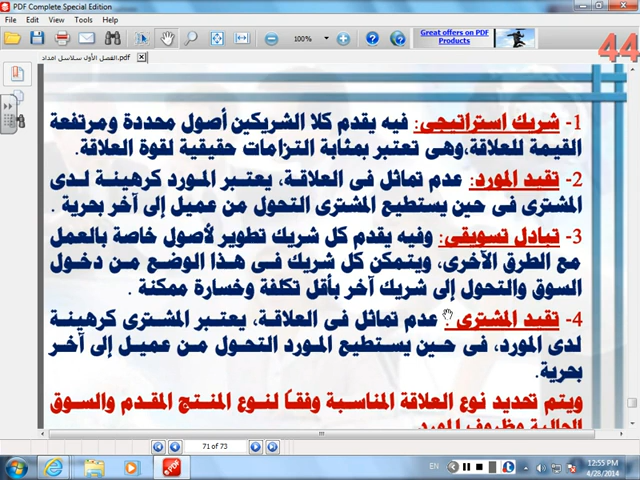 PDF Complete Special Edition
File Edit View Tools Help
100%
Great offers on PDF Products
44
الفصل الأول سلاسل امداد.pdf
1- شريك استراتيجى: فيه يقدم كلا الشريكين أصول محددة ومرتفعة
القيمة للعلاقة،وهى تعتبر بمثابة التزامات حقيقية لقوة العلاقة.
2- تقيد المورد: عدم تماثل فى العلاقة، يعتبر المورد كرهينة لدى
المشترى فى حين يستطيع المشترى التحول من عميل إلى آخر بحرية .
3- تبادل تسويقى: وفيه يقدم كل شريك تطوير لأصول خاصة بالعمل
مع الطرق الآخرى، ويتمكن كل شريك فى هذا الوضع من دخول
السوق والتحول إلى شريك آخر بأقل تكلفة وخسارة ممكنة .
4- تقيد المشترى : عدم تماثل فى العلاقة، يعتبر المشترى كرهينة
لدى المورد، فى حين يستطيع المورد التحول من عميل إلى آخر
بحرية.
ويتم تحديد نوع العلاقة المناسبة وفقاً لنوع المنتج المقدم والسوق
الحالية وظروف المورد
71 of 73
EN
12:55 PM
4/28/2014